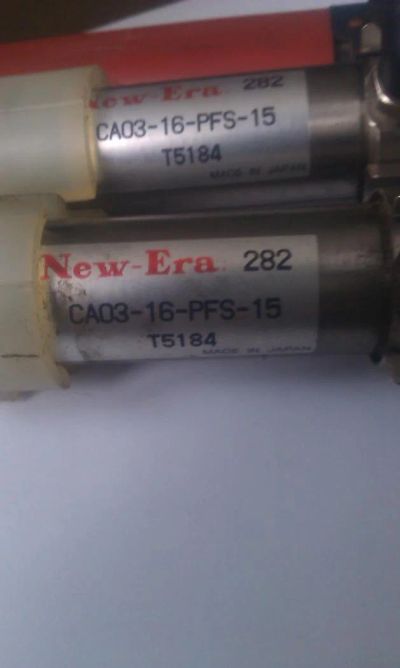 New-Era 282
CA03-16-PFS-15
T5184
MADE IN JAPAN
New-Era 282
CA03-16-PFS-15
T5184
MADE IN JAPAN